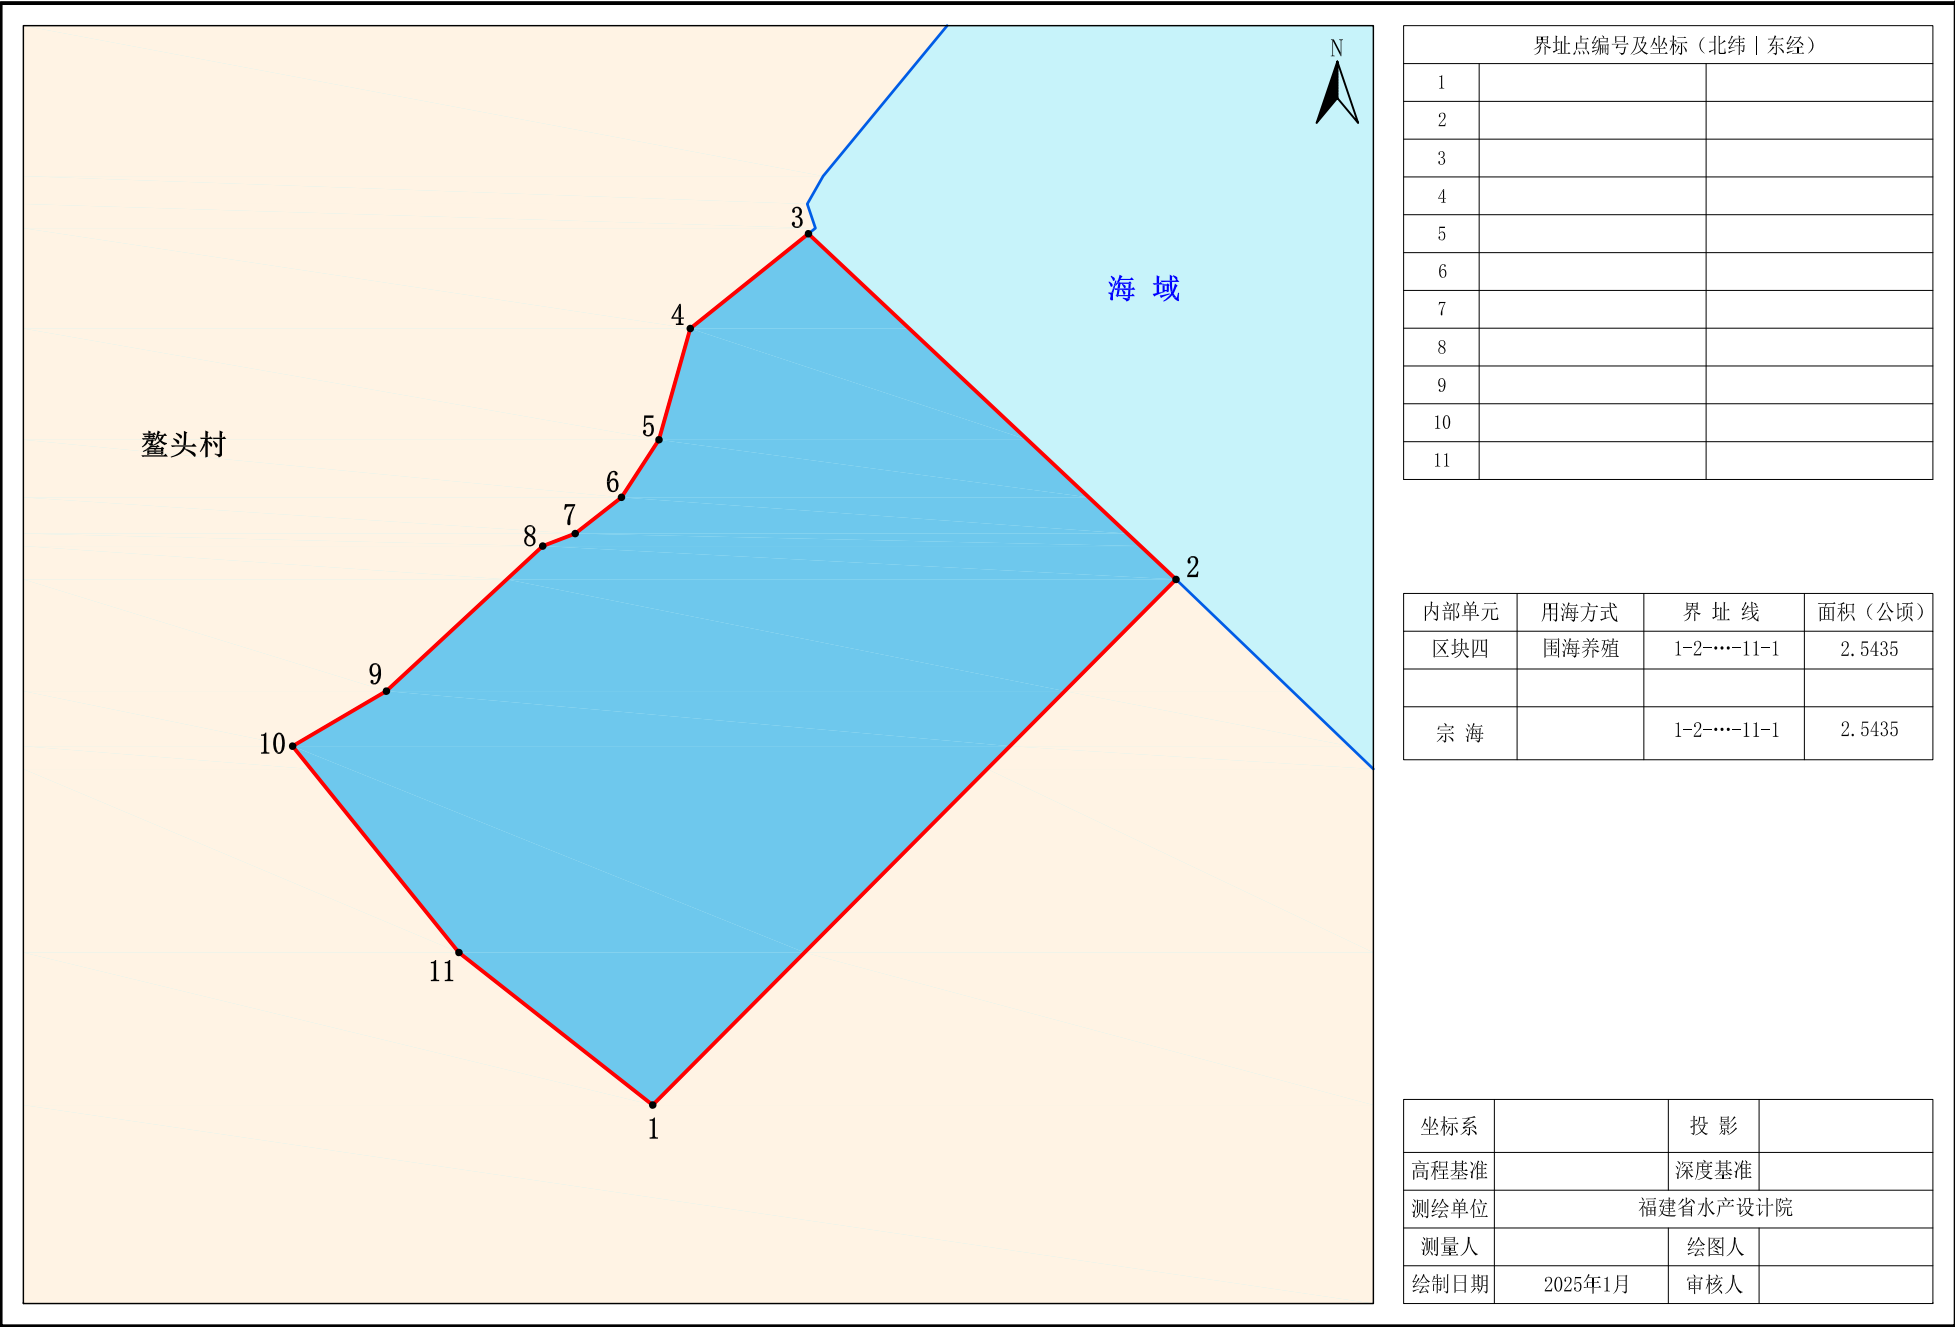 N
3
海 域
4
5
鳌头村
6
7
8
2
9
10
11
1
界址点编号及坐标（北纬｜东经）
1
2
3
4
5
6
7
8
9
10
11
内部单元 用海方式 界 址 线 面积（公顷）
区块四 围海养殖 1-2-…-11-1 2.5435
宗 海 1-2-…-11-1 2.5435
坐标系 投 影
高程基准 深度基准
测绘单位 福建省水产设计院
测量人 绘图人
绘制日期 2025年1月 审核人